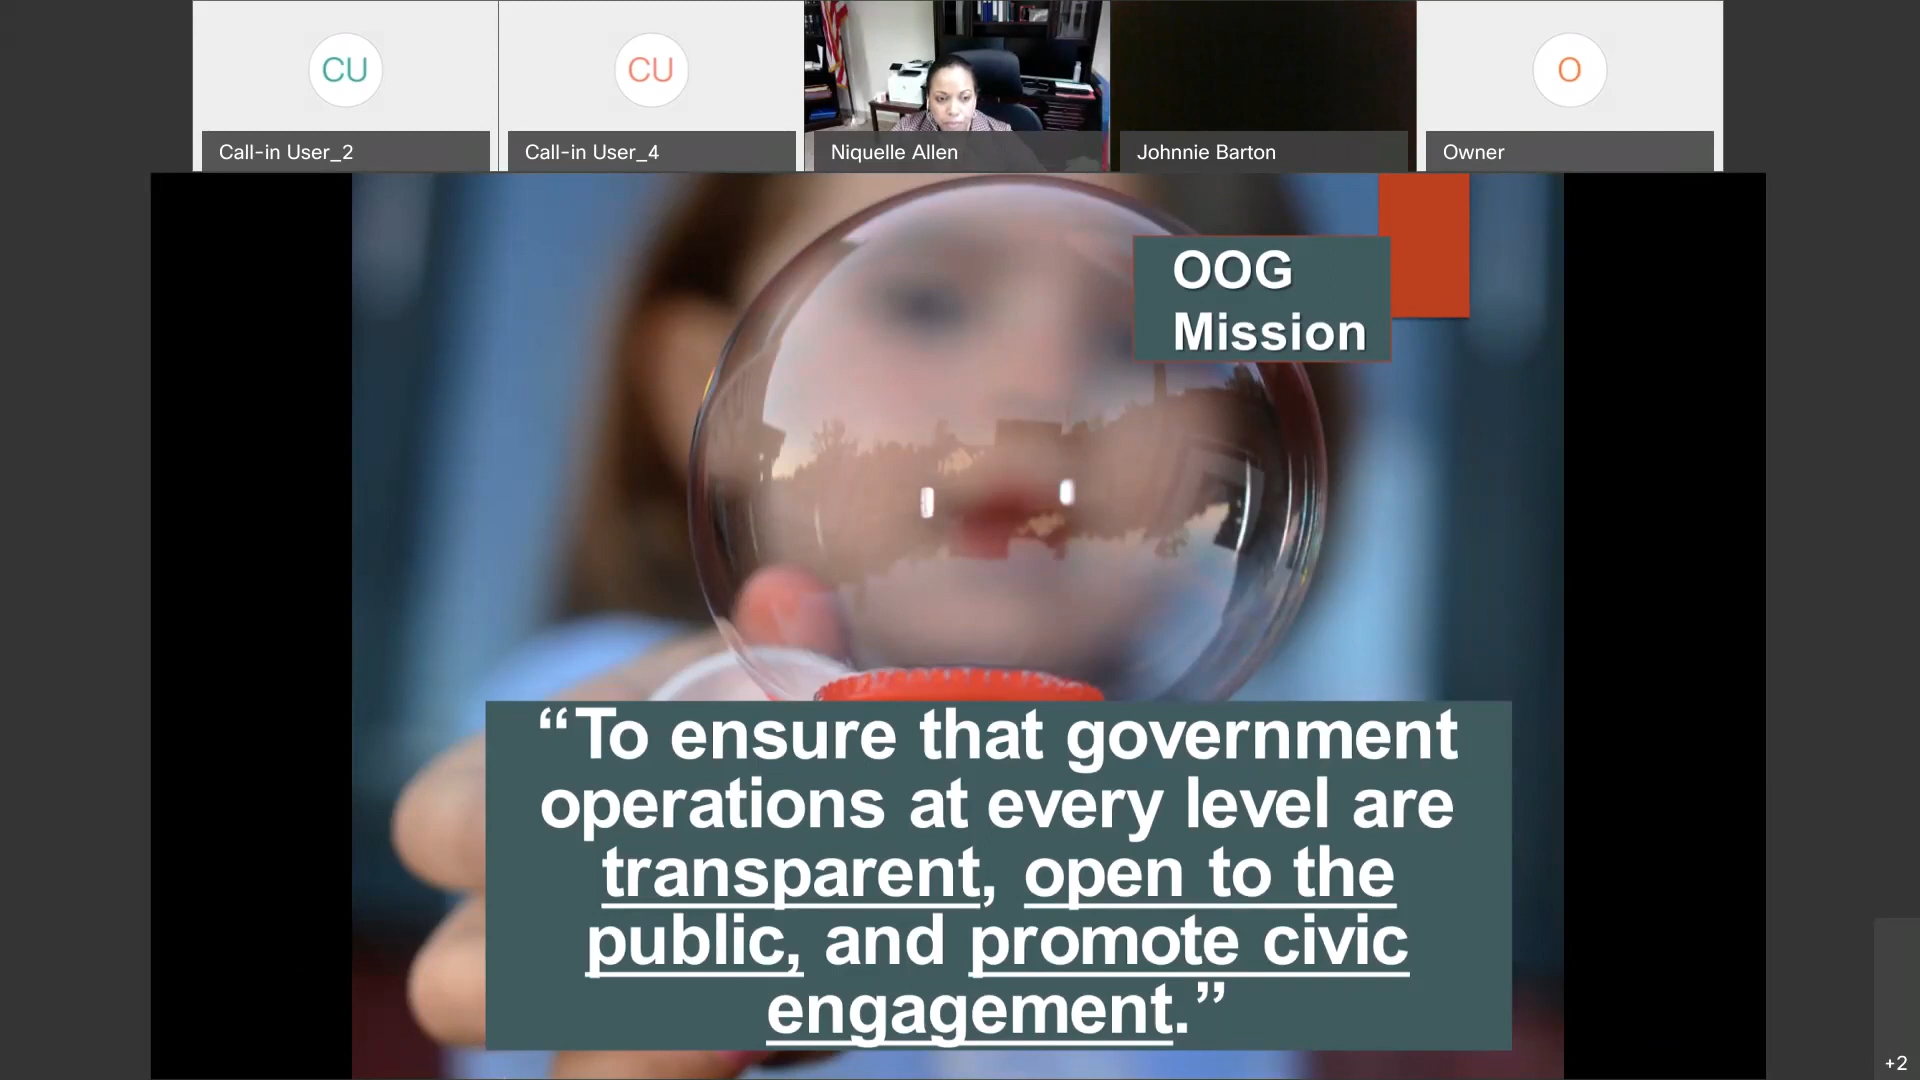 CU
CU
O
Call-in User_2
Call-in User_4
Niquelle Allen
Johnnie Barton
Owner
OOG
Mission
“To ensure that government
operations at every level are
transparent, open to the
public, and promote civic
engagement.”
+2